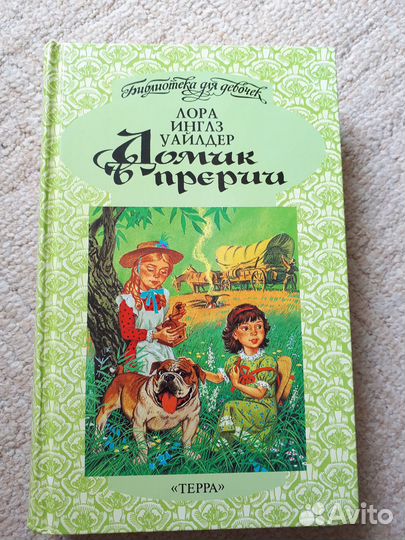 Библиотека для девочек
ЛОРА
ИНГЛЗ
УАЙЛДЕР
Домик
в прерии
«ТЕРРА»
Avito